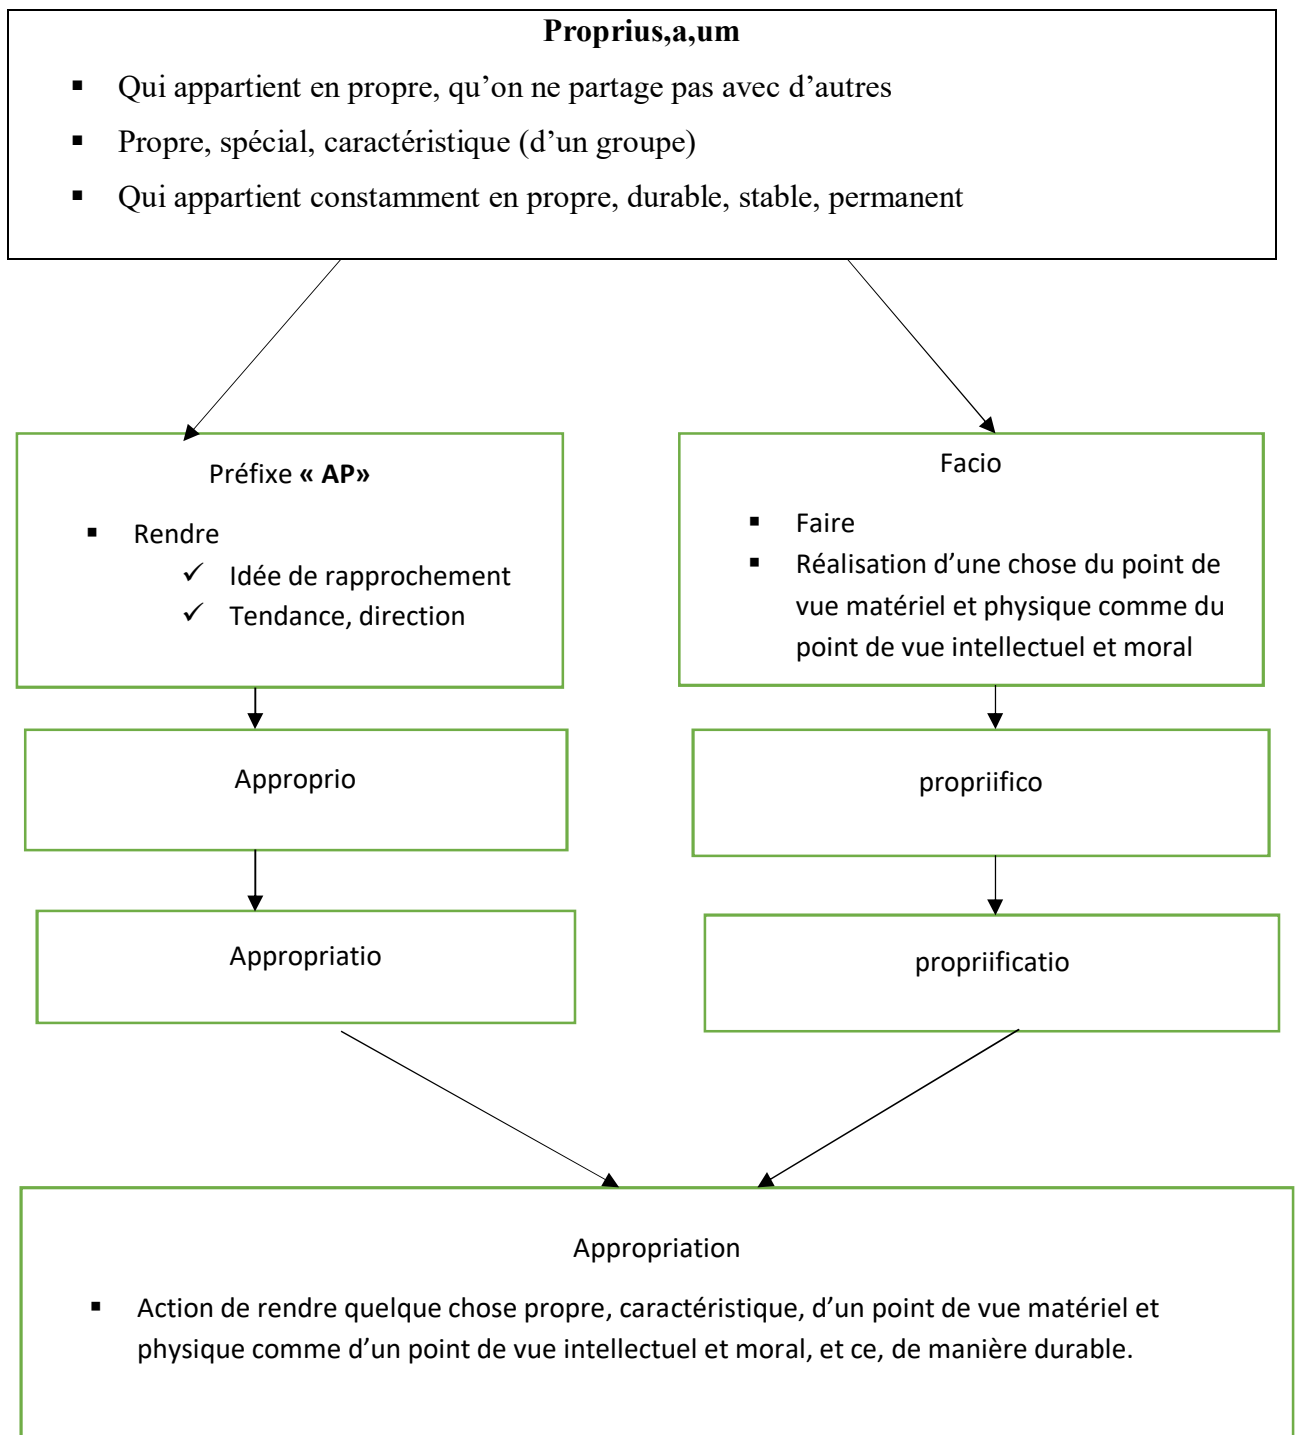 Proprius,a,um
▪ Qui appartient en propre, qu’on ne partage pas avec d’autres
▪ Propre, spécial, caractéristique (d’un groupe)
▪ Qui appartient constamment en propre, durable, stable, permanent
Préfixe « AP»
▪ Rendre
✓ Idée de rapprochement
✓ Tendance, direction
Approprio
Appropriatio
Facio
▪ Faire
▪ Réalisation d’une chose du point de
vue matériel et physique comme du
point de vue intellectuel et moral
propriifico
propriificatio
Appropriation
▪ Action de rendre quelque chose propre, caractéristique, d’un point de vue matériel et
physique comme d’un point de vue intellectuel et moral, et ce, de manière durable.